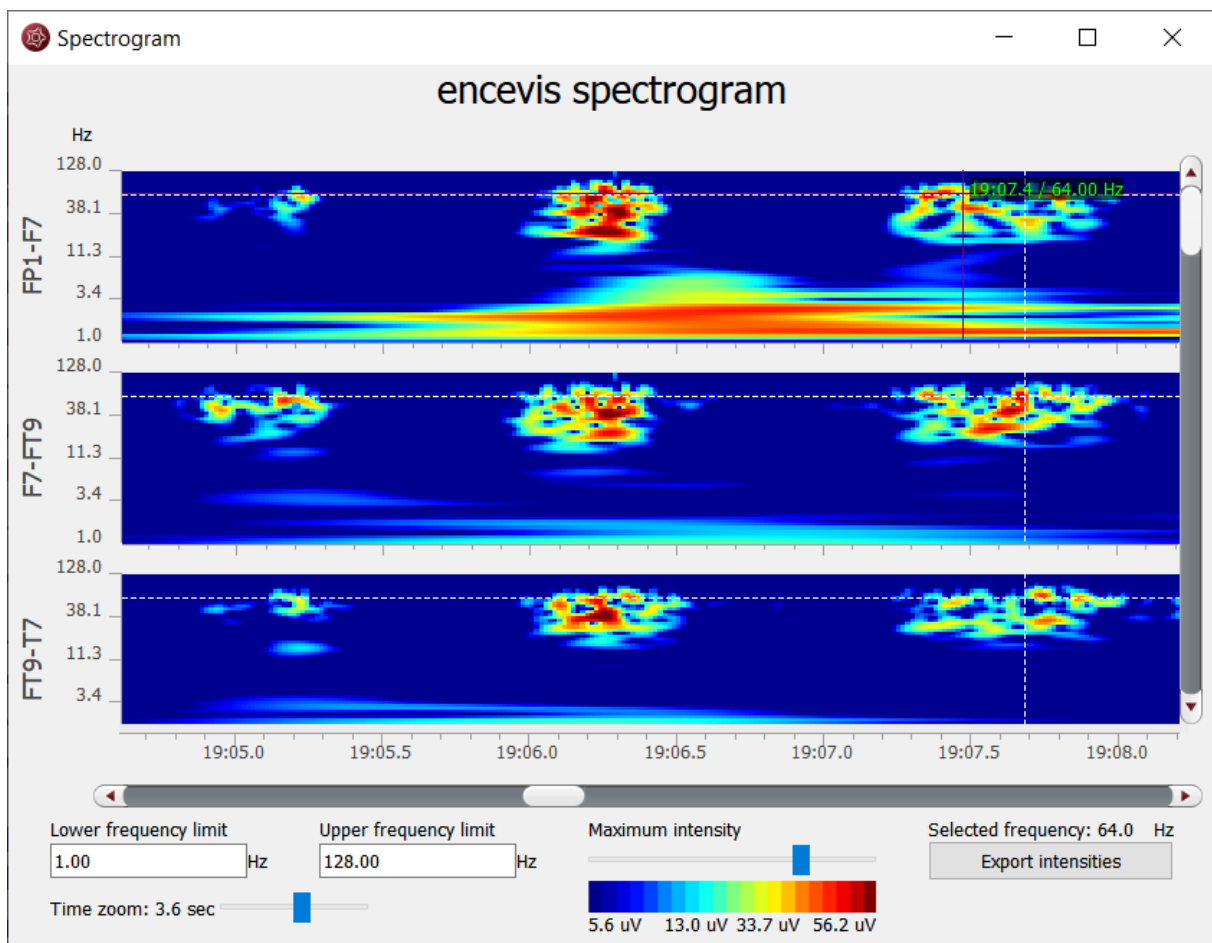 Spectrogram
encevis spectrogram
Hz
128.0
38.1
11.3
3.4
1.0
FP1-F7
19:07.4 / 64.00 Hz
128.0
38.1
11.3
3.4
1.0
F7-FT9
128.0
38.1
11.3
3.4
FT9-T7
19:05.0 19:05.5 19:06.0 19:06.5 19:07.0 19:07.5 19:08.0
Lower frequency limit Upper frequency limit Maximum intensity Selected frequency: 64.0 Hz
1.00 Hz 128.00 Hz Export intensities
Time zoom: 3.6 sec
5.6 uV 13.0 uV 33.7 uV 56.2 uV